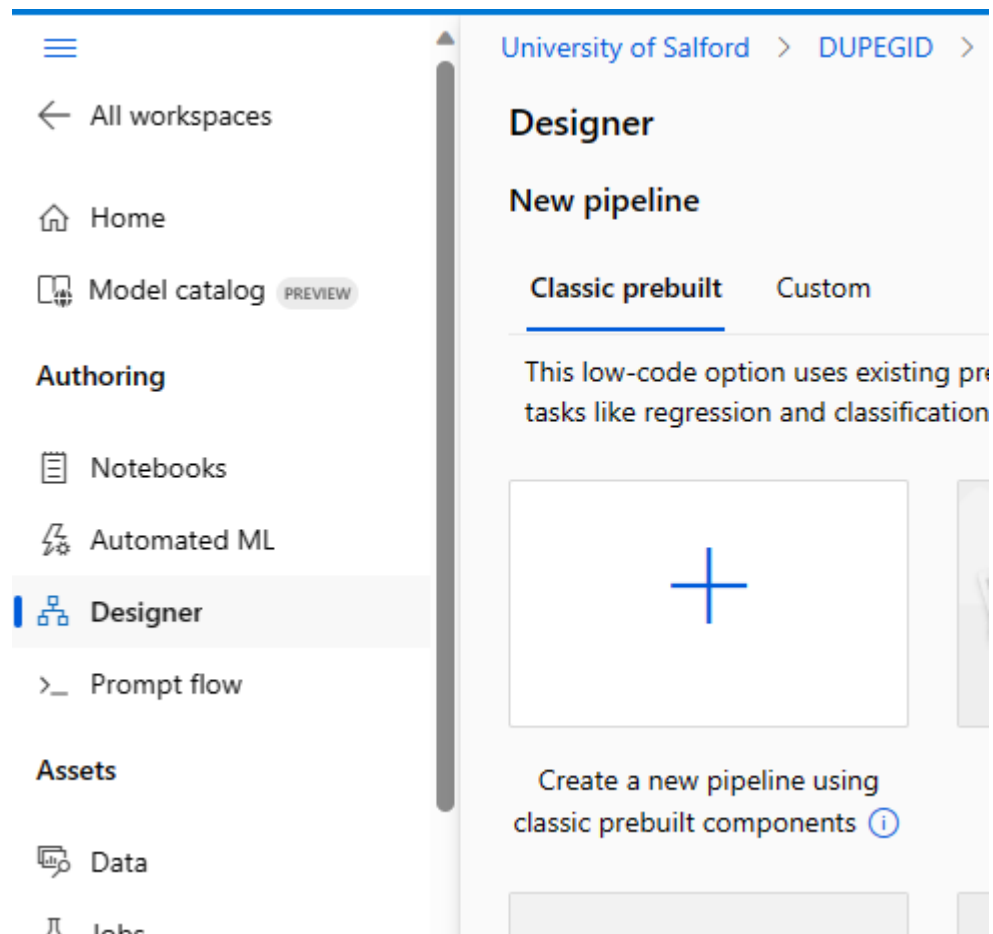 All workspaces
Home
Model catalog PREVIEW
Authoring
Notebooks
Automated ML
Designer
>_ Prompt flow
Assets
Data
Jobs
University of Salford > DUPEGID >
Designer
New pipeline
Classic prebuilt Custom
This low-code option uses existing pre
tasks like regression and classification
Create a new pipeline using
classic prebuilt components